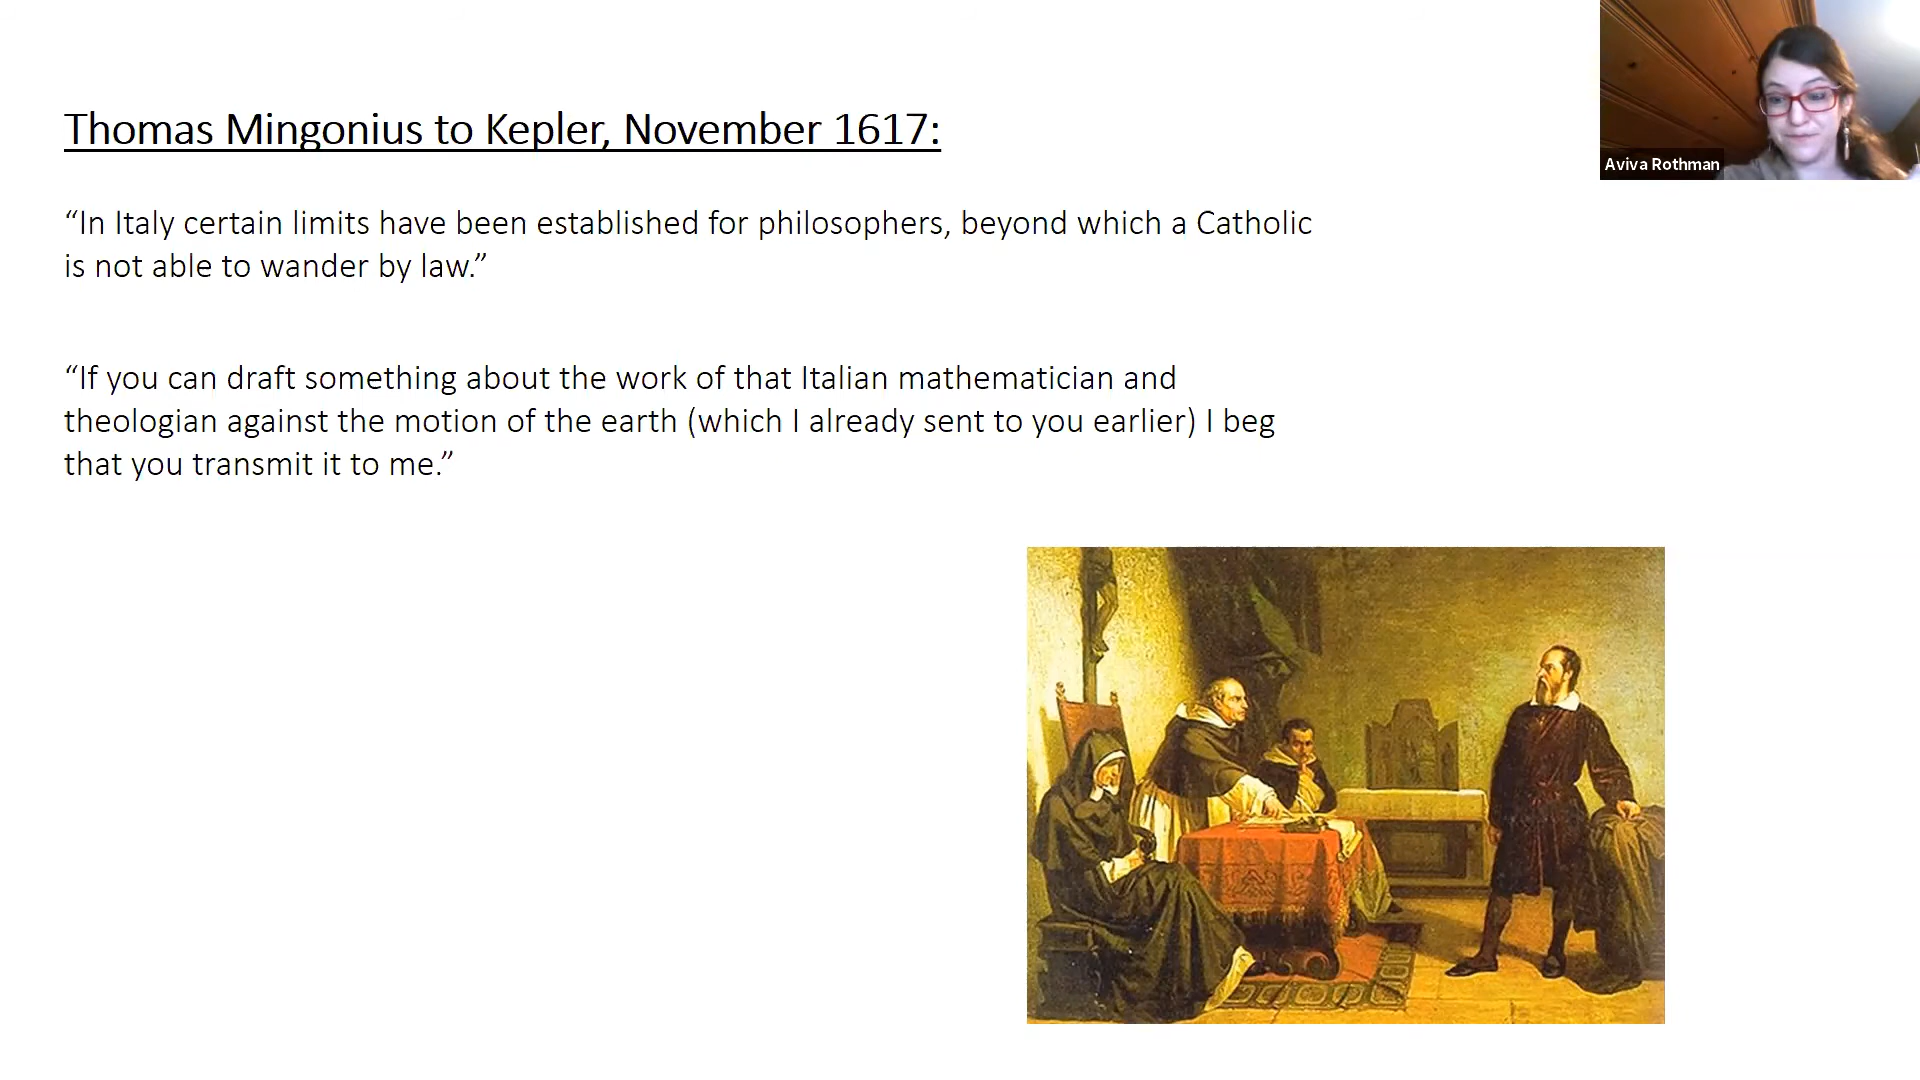 Thomas Mingonius to Kepler, November 1617:
“In Italy certain limits have been established for philosophers, beyond which a Catholic
is not able to wander by law.”
“If you can draft something about the work of that Italian mathematician and
theologian against the motion of the earth (which I already sent to you earlier) I beg
that you transmit it to me.”
Aviva Rothman